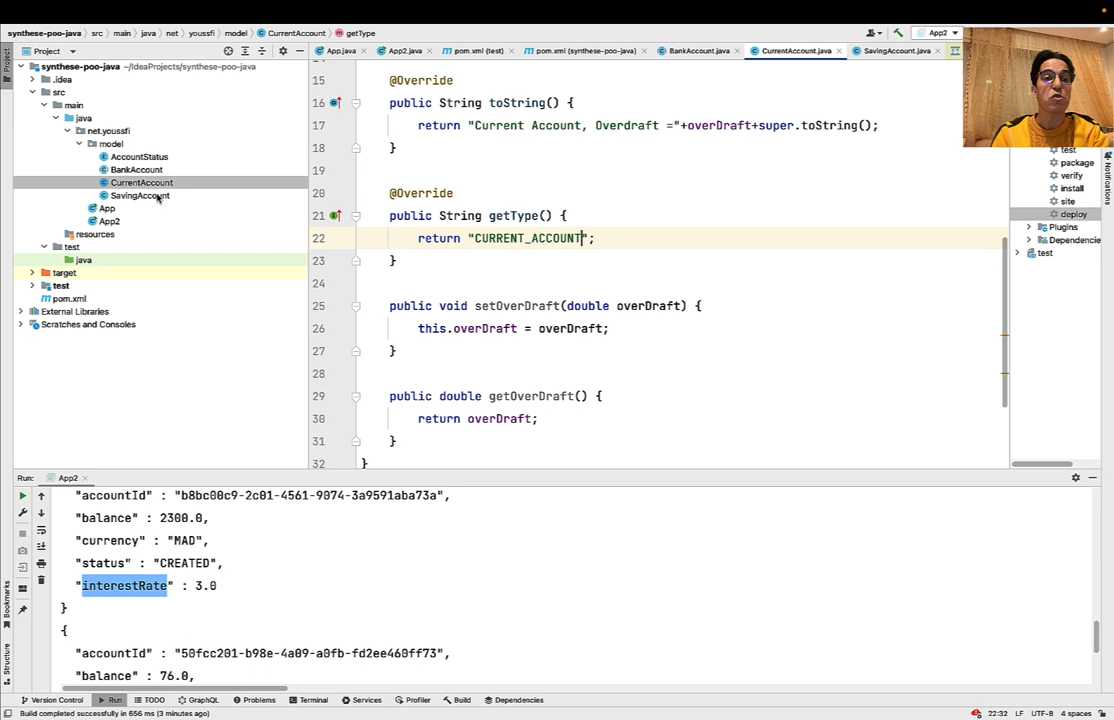 synthese-poo-java › src › main › java › net › youssfi › model › CurrentAccount › getType
App2
Project
App.java
App2.java
pom.xml (test)
pom.xml (synthese-poo-java)
BankAccount.java
CurrentAccount.java
SavingAccount.java
synthese-poo-java ~/IdeaProjects/synthese-poo-java
.idea
src
main
java
net.youssfi
model
AccountStatus
BankAccount
CurrentAccount
SavingAccount
App
App2
resources
test
java
target
test
pom.xml
External Libraries
Scratches and Consoles
15 @Override
16 public String toString() {
17 return "Current Account, Overdraft ="+overDraft+super.toString();
18 }
19
20 @Override
21 public String getType() {
22 return "CURRENT_ACCOUNT";
23 }
24
25 public void setOverDraft(double overDraft) {
26 this.overDraft = overDraft;
27 }
28
29 public double getOverDraft() {
30 return overDraft;
31 }
32 }
test
package
verify
install
site
deploy
Plugins
Dependencie
test
Notifications
Project
Bookmarks
Structure
Run: App2
"accountId" : "b8bc00c9-2c01-4561-9074-3a9591aba73a",
"balance" : 2300.0,
"currency" : "MAD",
"status" : "CREATED",
"interestRate" : 3.0
}
{
"accountId" : "50fcc201-b98e-4a09-a0fb-fd2ee460ff73",
"balance" : 76.0,
Version Control
Run
TODO
GraphQL
Problems
Terminal
Services
Profiler
Build
Dependencies
Build completed successfully in 656 ms (3 minutes ago)
22:32 LF UTF-8 4 spaces